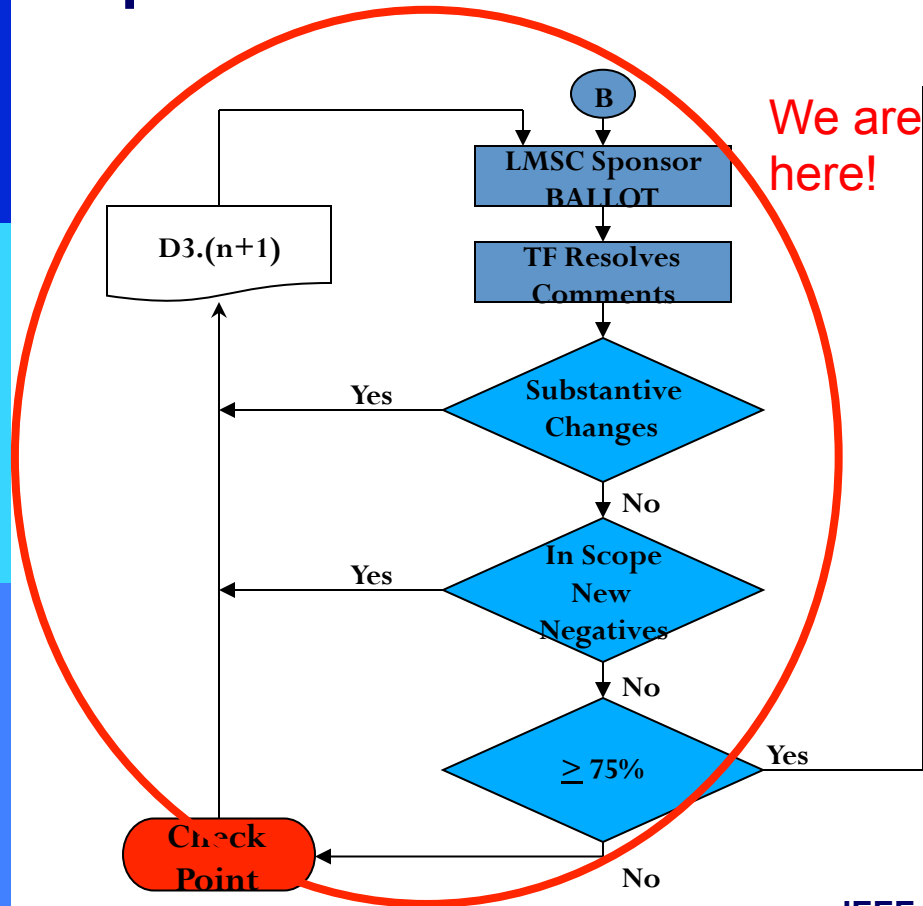 B
We are
here!
LMSC Sponsor
BALLOT
D3.(n+1)
TF Resolves
Comments
Substantive
Changes
Yes
No
In Scope
New
Negatives
Yes
No
≥ 75%
Yes
Check
Point
No